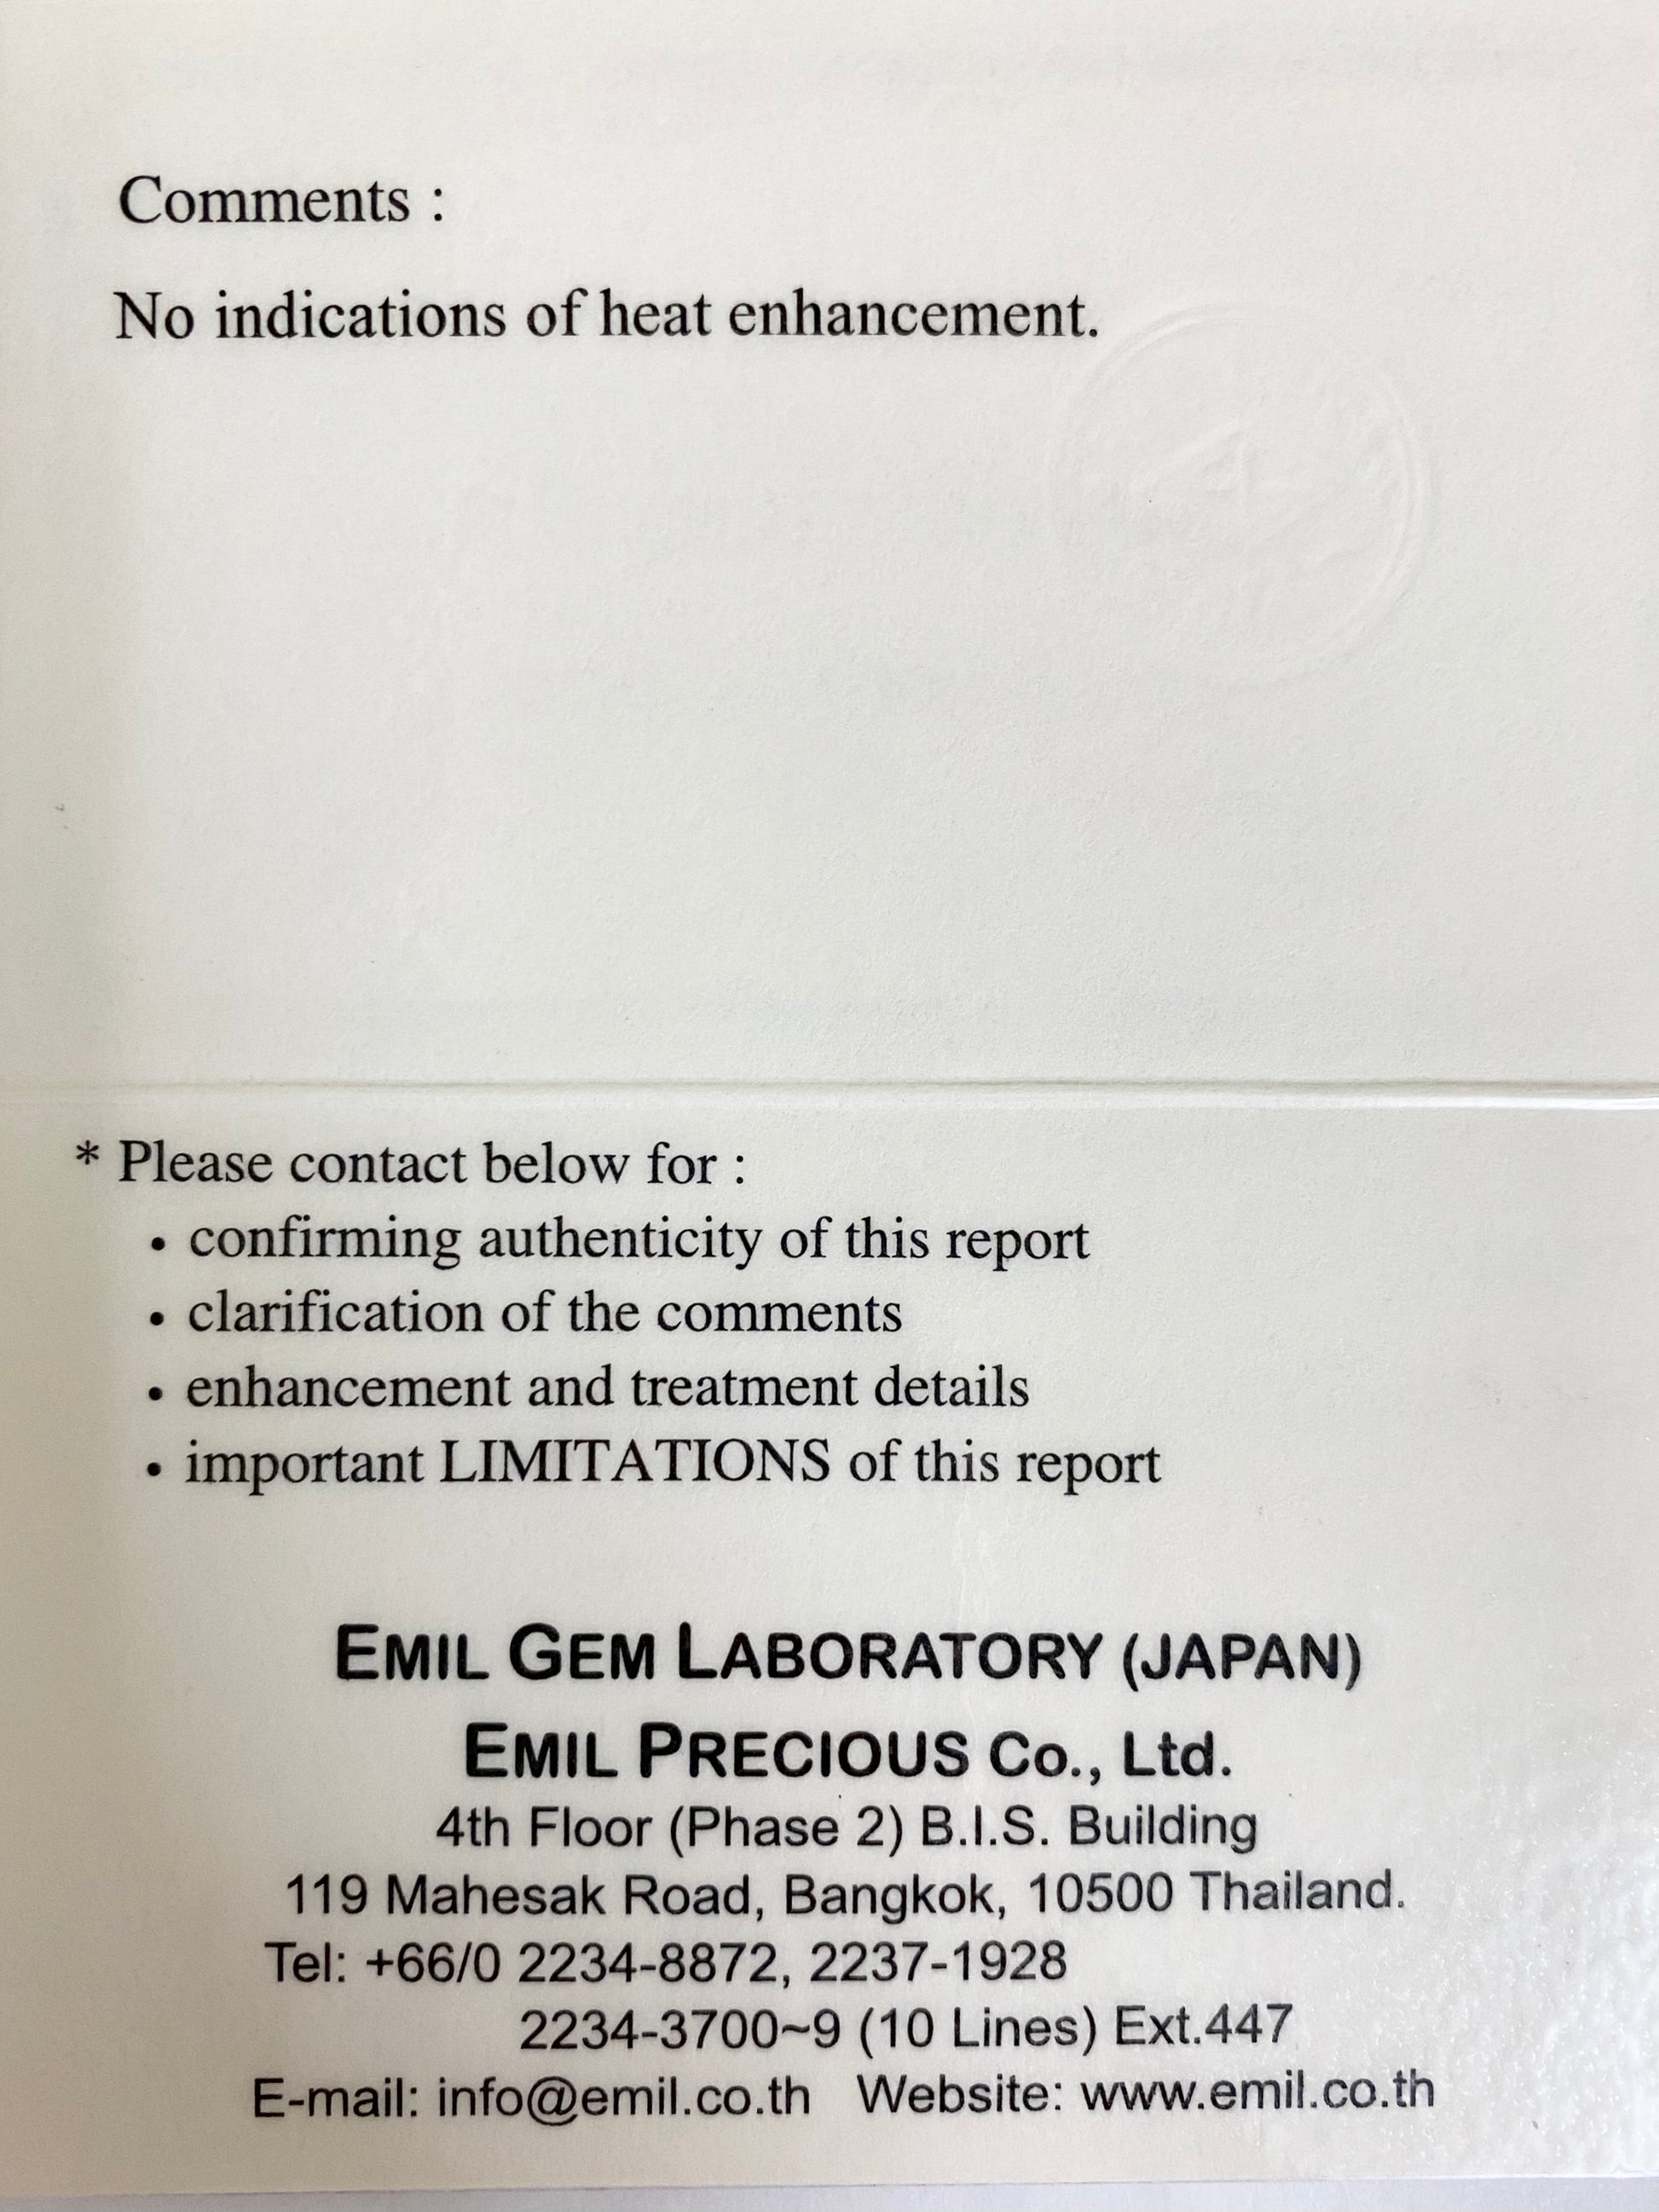 Comments :
No indications of heat enhancement.
* Please contact below for :
• confirming authenticity of this report
• clarification of the comments
• enhancement and treatment details
• important LIMITATIONS of this report
EMIL GEM LABORATORY (JAPAN)
EMIL PRECIOUS Co., Ltd.
4th Floor (Phase 2) B.I.S. Building
119 Mahesak Road, Bangkok, 10500 Thailand.
Tel: +66/0 2234-8872, 2237-1928
2234-3700~9 (10 Lines) Ext.447
E-mail: info@emil.co.th Website: www.emil.co.th